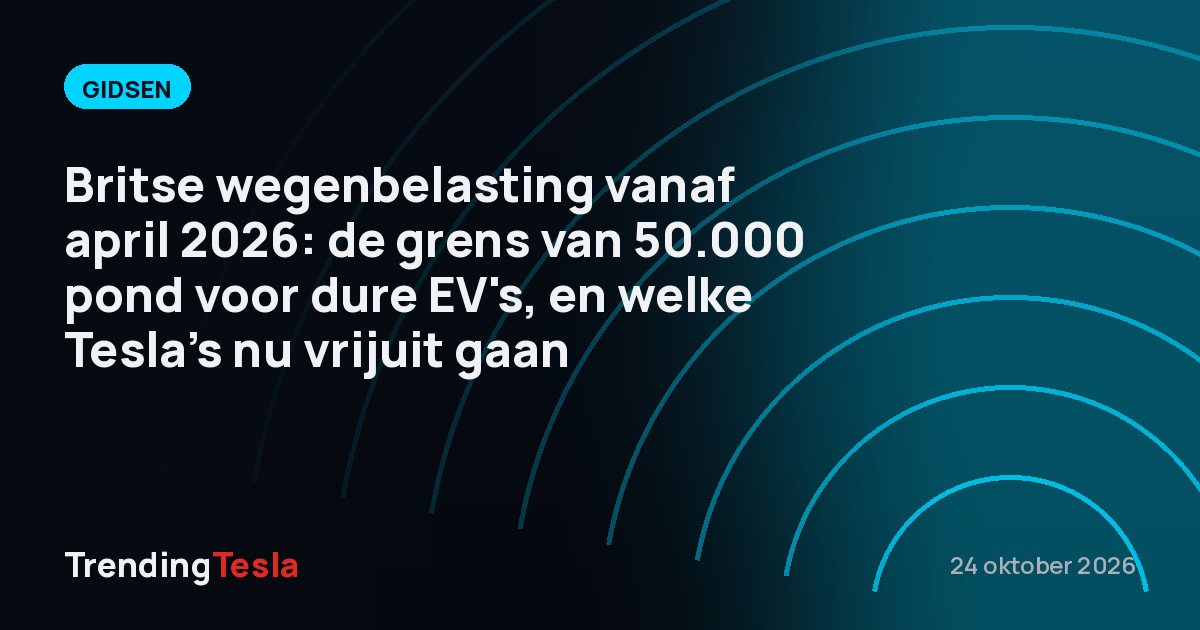 GIDSEN
Britse wegenbelasting vanaf
april 2026: de grens van 50.000
pond voor dure EV's, en welke
Tesla’s nu vrijuit gaan
TrendingTesla
24 oktober 2026